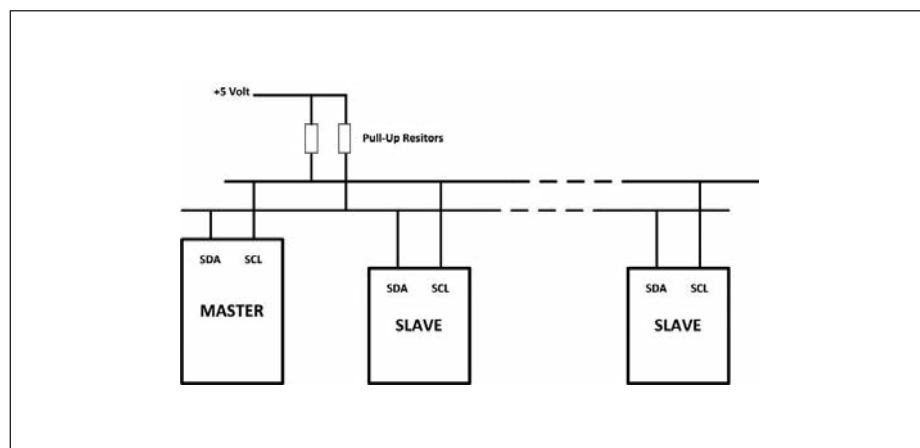 +5 Volt
Pull-Up Resitors
SDA SCL
MASTER
SDA SCL
SLAVE
SDA SCL
SLAVE